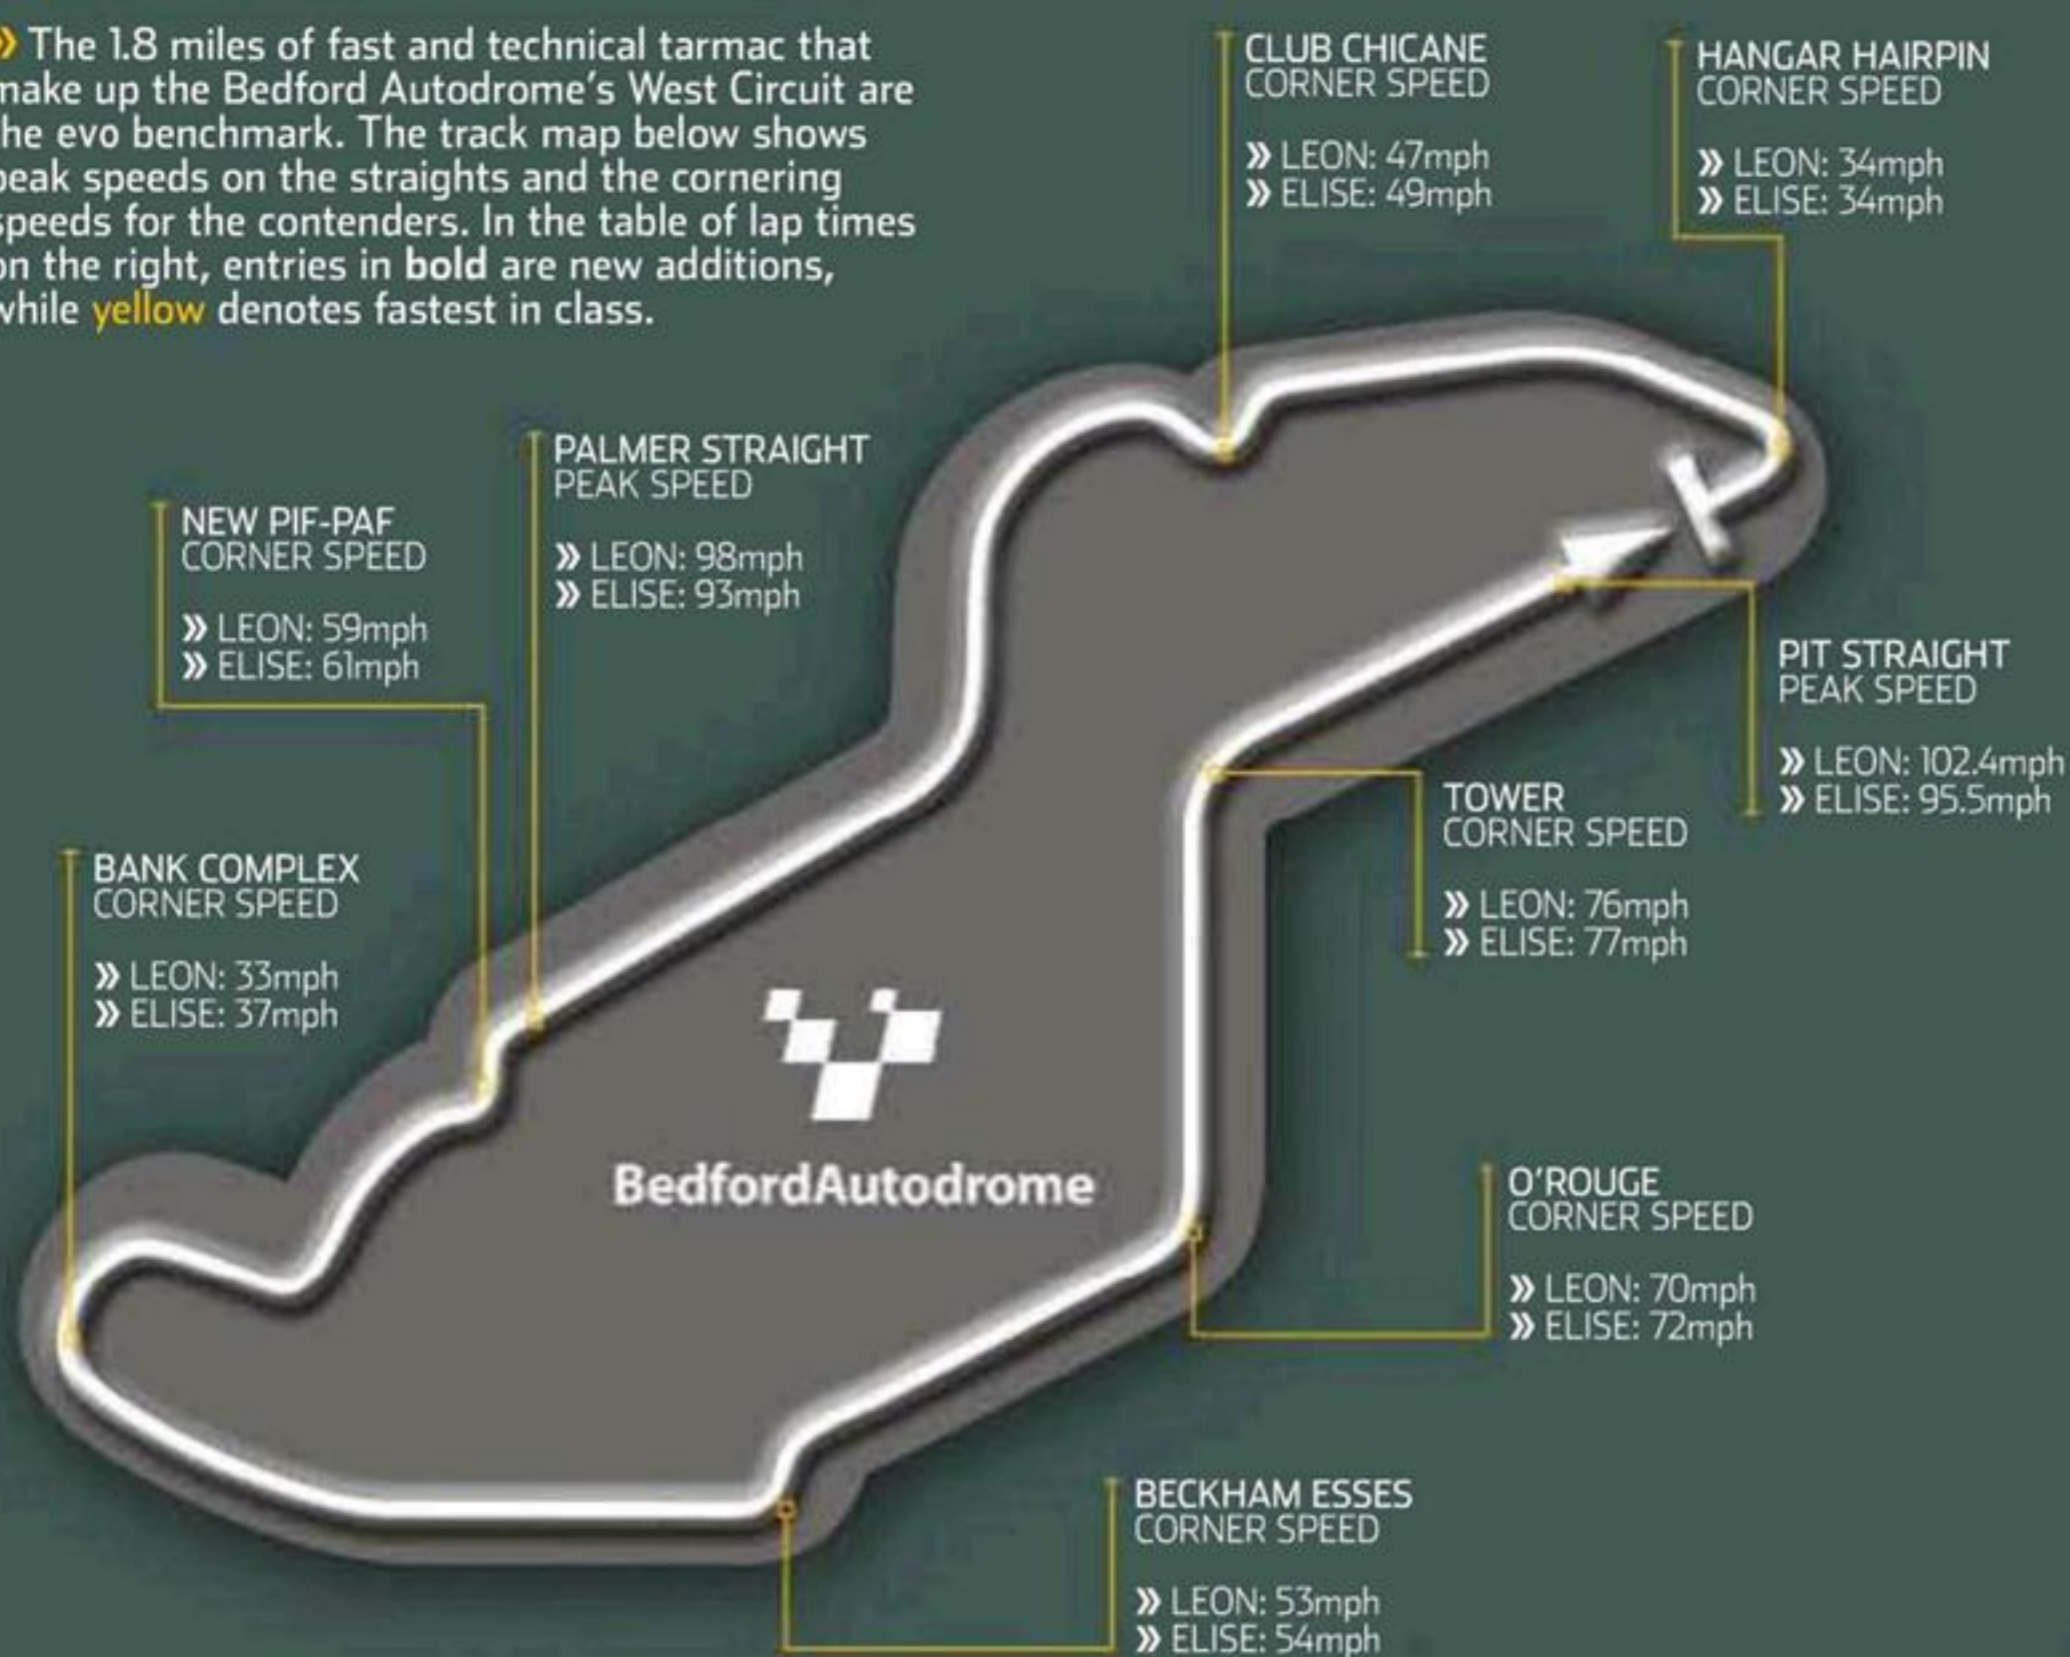 » The 1.8 miles of fast and technical tarmac that
make up the Bedford Autodrome's West Circuit are
the evo benchmark. The track map below shows
peak speeds on the straights and the cornering
speeds for the contenders. In the table of lap times
on the right, entries in bold are new additions,
while yellow denotes fastest in class.
CLUB CHICANE
CORNER SPEED
» LEON: 47mph
» ELISE: 49mph
HANGAR HAIRPIN
CORNER SPEED
» LEON: 34mph
» ELISE: 34mph
PALMER STRAIGHT
PEAK SPEED
» LEON: 98mph
» ELISE: 93mph
NEW PIF-PAF
CORNER SPEED
» LEON: 59mph
» ELISE: 61mph
PIT STRAIGHT
PEAK SPEED
» LEON: 102.4mph
» ELISE: 95.5mph
TOWER
CORNER SPEED
» LEON: 76mph
» ELISE: 77mph
BANK COMPLEX
CORNER SPEED
» LEON: 33mph
» ELISE: 37mph
BedfordAutodrome
O'ROUGE
CORNER SPEED
» LEON: 70mph
» ELISE: 72mph
BECKHAM ESSES
CORNER SPEED
» LEON: 53mph
» ELISE: 54mph